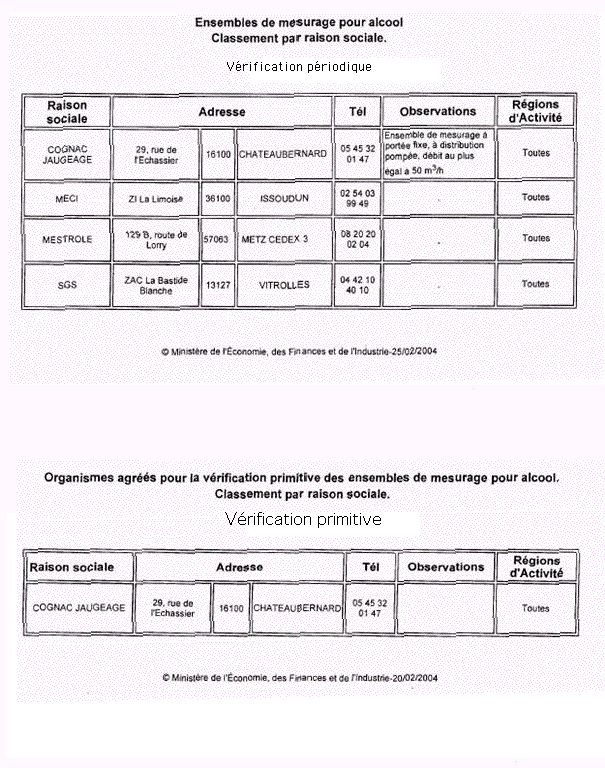 Ensembles de mesurage pour alcool
Classement par raison sociale.
Vérification périodique
Raison sociale Adresse Tél Observations Régions d'Activité
COGNAC JAUGEAGE 29, rue de l'Echassier 16100 CHATEAUBERNARD 05 45 32 01 47 Ensemble de mesurage à portée fixe, à distribution pompée, débit au plus égal à 50 m³/h Toutes
MECI ZI La Limoise 36100 ISSOUDUN 02 54 03 99 49 . Toutes
MESTROLE 129 B, route de Lorry 57063 METZ CEDEX 3 08 20 20 02 04 . Toutes
SGS ZAC La Bastide Blanche 13127 VITROLLES 04 42 10 40 10 . Toutes
© Ministère de l'Économie, des Finances et de l'Industrie-25/02/2004
Organismes agréés pour la vérification primitive des ensembles de mesurage pour alcool.
Classement par raison sociale.
Vérification primitive
Raison sociale Adresse Tél Observations Régions d'Activité
COGNAC JAUGEAGE 29, rue de l'Echassier 16100 CHATEAUBERNARD 05 45 32 01 47 Toutes
© Ministère de l'Économie, des Finances et de l'Industrie-20/02/2004